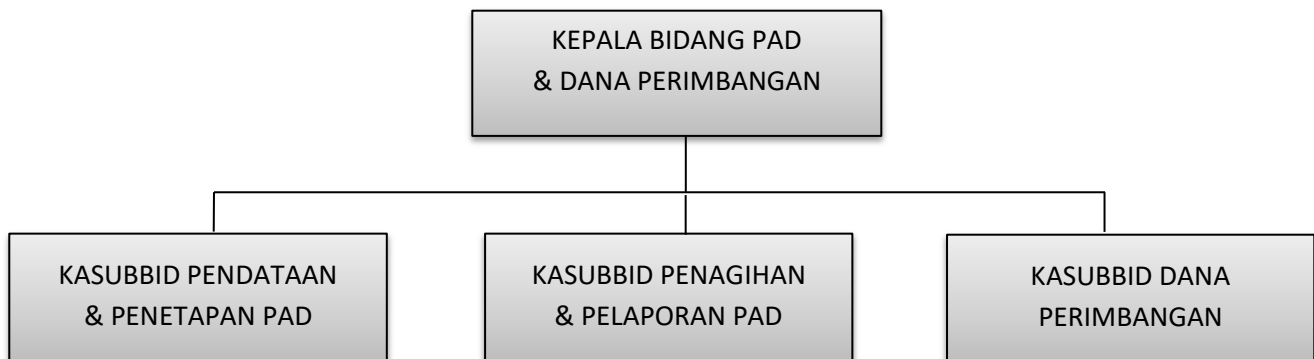 KEPALA BIDANG PAD
& DANA PERIMBANGAN
KASUBBID PENDATAAN
& PENETAPAN PAD
KASUBBID PENAGIHAN
& PELAPORAN PAD
KASUBBID DANA
PERIMBANGAN